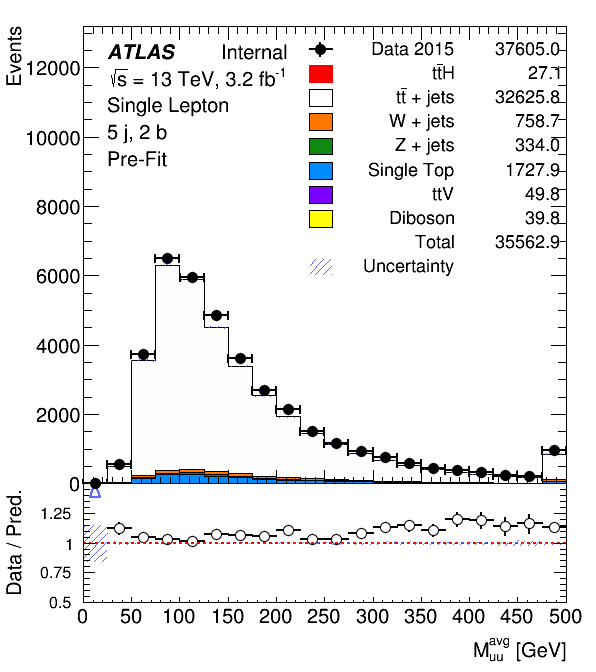 Events
12000
10000
8000
6000
4000
2000
0
ATLAS Internal
√s = 13 TeV, 3.2 fb⁻¹
Single Lepton
5 j, 2 b
Pre-Fit
Data 2015 37605.0
tt̄H 27.1
tt̄ + jets 32625.8
W + jets 758.7
Z + jets 334.0
Single Top 1727.9
ttV 49.8
Diboson 39.8
Total 35562.9
Uncertainty
Data / Pred.
1.25
1
0.75
0.5
0 50 100 150 200 250 300 350 400 450 500
M_uu^avg [GeV]